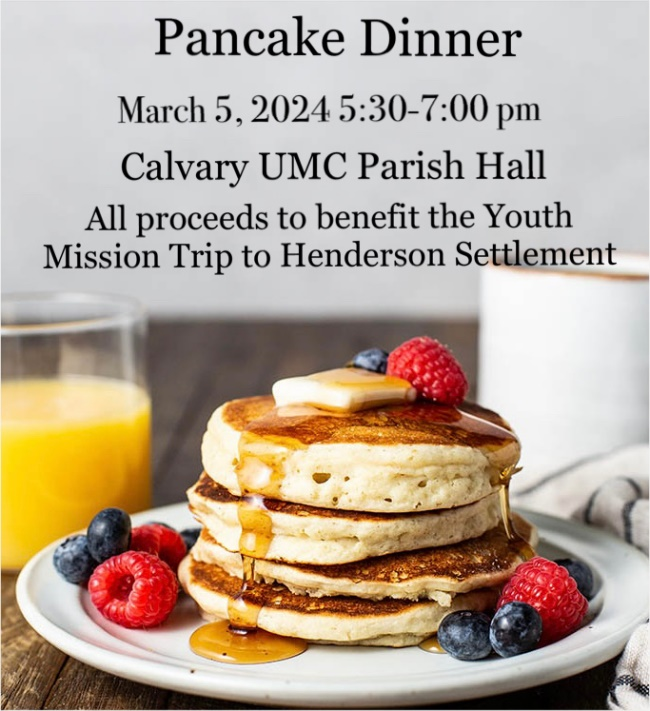 Pancake Dinner
March 5, 2024 5:30-7:00 pm
Calvary UMC Parish Hall
All proceeds to benefit the Youth
Mission Trip to Henderson Settlement